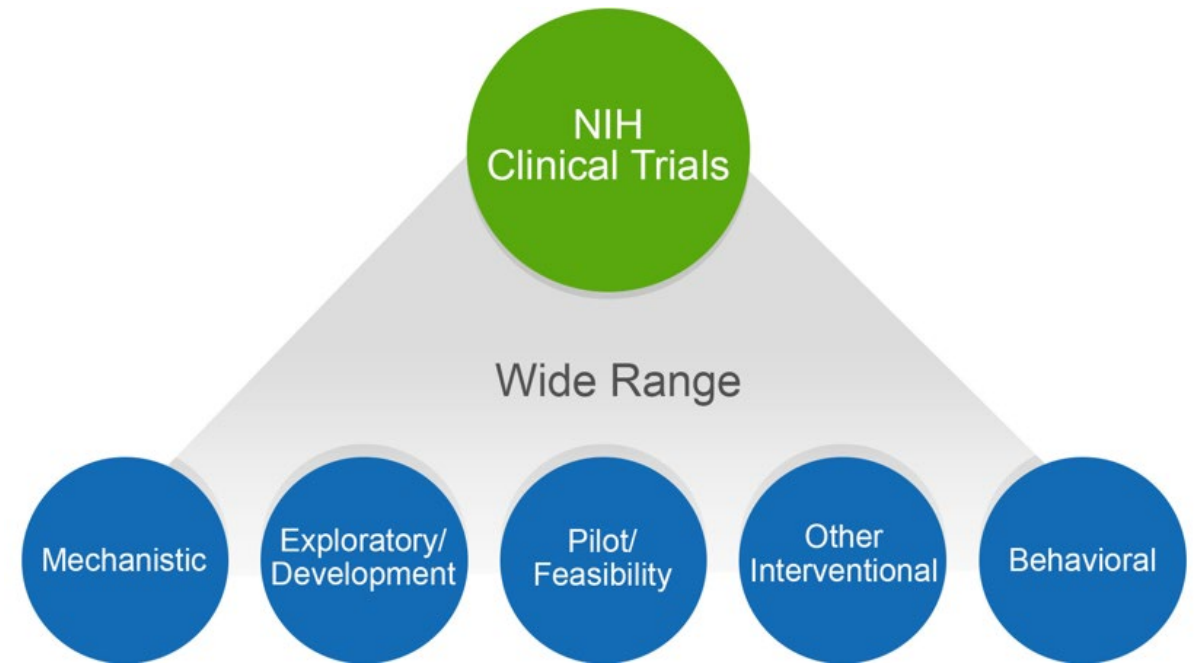 NIH
Clinical Trials
Wide Range
Mechanistic
Exploratory/
Development
Pilot/
Feasibility
Other
Interventional
Behavioral